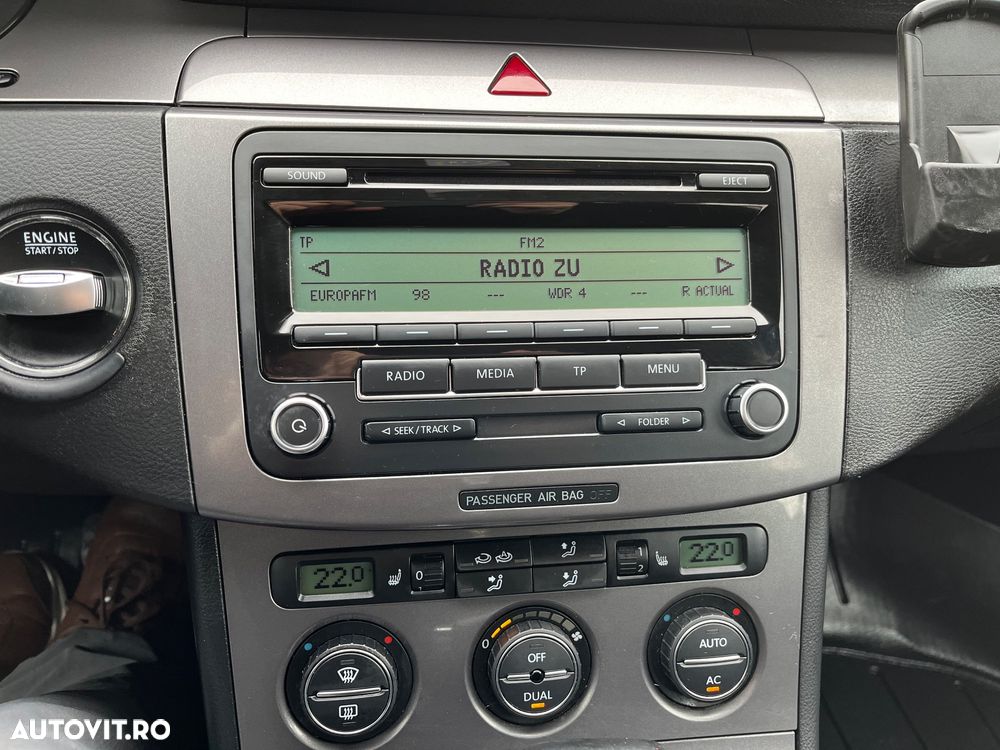 SOUND
EJECT
ENGINE
START/STOP
TP FM2
RADIO ZU
EUROPAFM 98 --- WDR 4 --- R ACTUAL
RADIO MEDIA TP MENU
SEEK/TRACK
FOLDER
PASSENGER AIR BAG OFF
22.0
0
2
22.0
0
OFF
DUAL
AUTO
AC
AUTOVIT.RO